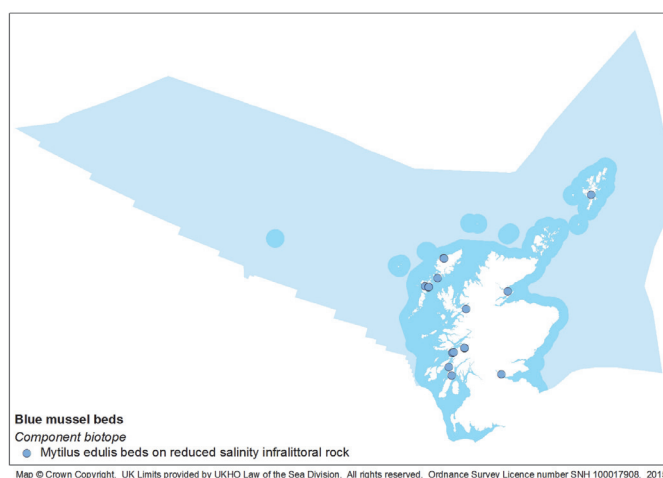 Blue mussel beds
Component biotope
Mytilus edulis beds on reduced salinity infralittoral rock
Map © Crown Copyright. UK Limits provided by UKHO Law of the Sea Division. All rights reserved. Ordnance Survey Licence number SNH 100017908.